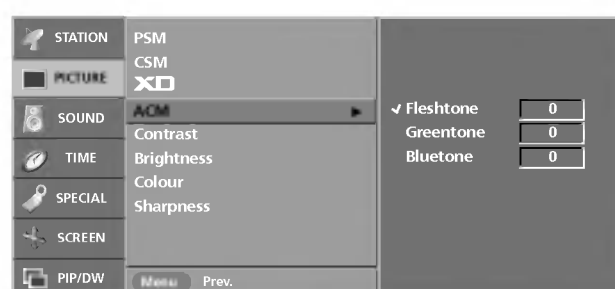 STATION
PICTURE
SOUND
TIME
SPECIAL
SCREEN
PIP/DW
PSM
CSM
XD
ACM
Contrast
Brightness
Colour
Sharpness
Menu Prev.
Fleshtone 0
Greentone 0
Bluetone 0